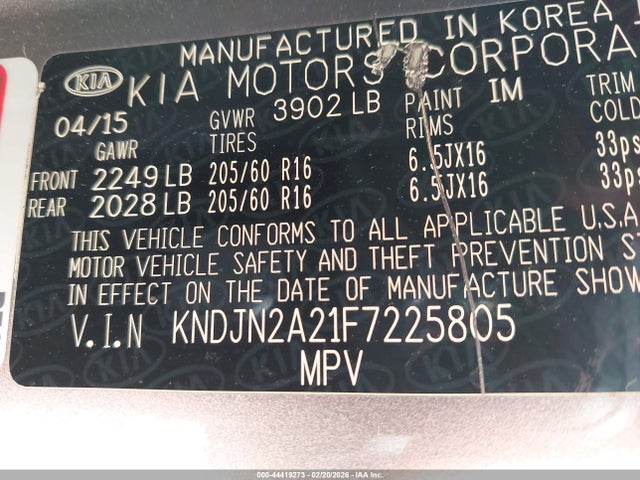 MANUFACTURED IN KOREA
KIA KIA MOTORS CORPORA
04/15 GVWR 3902 LB PAINT IM TRIM
GAWR TIRES RIMS COLD
FRONT 2249 LB 205/60 R16 6.5JX16 33ps
REAR 2028 LB 205/60 R16 6.5JX16 33ps
THIS VEHICLE CONFORMS TO ALL APPLICABLE U.S.A
MOTOR VEHICLE SAFETY AND THEFT PREVENTION ST
IN EFFECT ON THE DATE OF MANUFACTURE SHOW
V.I.N KNDJN2A21F7225805
MPV
000-44419273 - 02/20/2026 - IAA Inc.